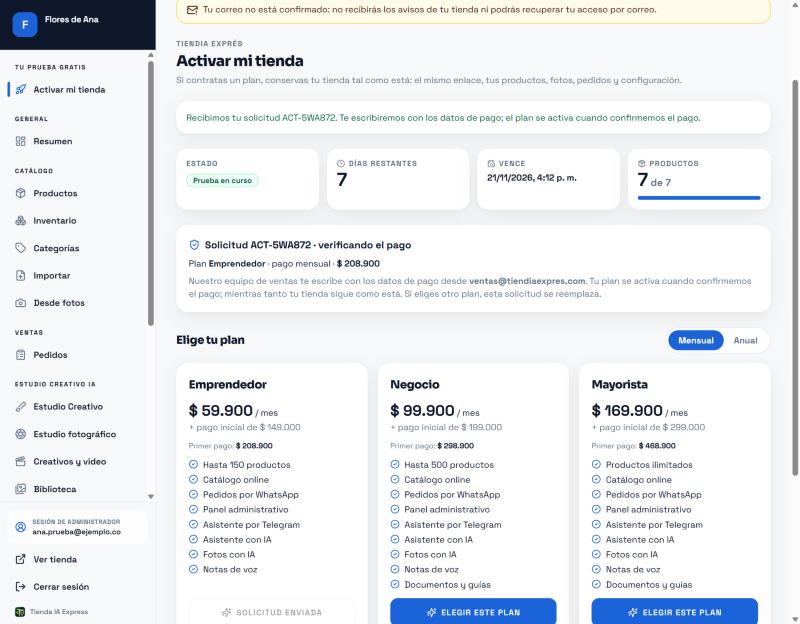 F
Flores de Ana
TU PRUEBA GRATIS
Activar mi tienda
GENERAL
Resumen
CATÁLOGO
Productos
Inventario
Categorías
Importar
Desde fotos
VENTAS
Pedidos
ESTUDIO CREATIVO IA
Estudio Creativo
Estudio fotográfico
Creativos y video
Biblioteca
SESIÓN DE ADMINISTRADOR
ana.prueba@ejemplo.co
Ver tienda
Cerrar sesión
Tienda IA Express
Tu correo no está confirmado: no recibirás los avisos de tu tienda ni podrás recuperar tu acceso por correo.
TIENDIA EXPRÉS
Activar mi tienda
Si contratas un plan, conservas tu tienda tal como está: el mismo enlace, tus productos, fotos, pedidos y configuración.
Recibimos tu solicitud ACT-5WA872. Te escribiremos con los datos de pago; el plan se activa cuando confirmemos el pago.
ESTADO
Prueba en curso
DÍAS RESTANTES
7
VENCE
21/11/2026, 4:12 p. m.
PRODUCTOS
7 de 7
Solicitud ACT-5WA872 · verificando el pago
Plan Emprendedor · pago mensual · $ 208.900
Nuestro equipo de ventas te escribe con los datos de pago desde ventas@tiendiaexpres.com. Tu plan se activa cuando confirmemos
el pago; mientras tanto tu tienda sigue como está. Si eliges otro plan, esta solicitud se reemplaza.
Elige tu plan
Mensual
Anual
Emprendedor
$ 59.900 / mes
+ pago inicial de $ 149.000
Primer pago: $ 208.900
Hasta 150 productos
Catálogo online
Pedidos por WhatsApp
Panel administrativo
Asistente por Telegram
Asistente con IA
Fotos con IA
Notas de voz
SOLICITUD ENVIADA
Negocio
$ 99.900 / mes
+ pago inicial de $ 199.000
Primer pago: $ 298.900
Hasta 500 productos
Catálogo online
Pedidos por WhatsApp
Panel administrativo
Asistente por Telegram
Asistente con IA
Fotos con IA
Notas de voz
Documentos y guías
ELEGIR ESTE PLAN
Mayorista
$ 169.900 / mes
+ pago inicial de $ 299.000
Primer pago: $ 468.900
Productos ilimitados
Catálogo online
Pedidos por WhatsApp
Panel administrativo
Asistente por Telegram
Asistente con IA
Fotos con IA
Notas de voz
Documentos y guías
ELEGIR ESTE PLAN